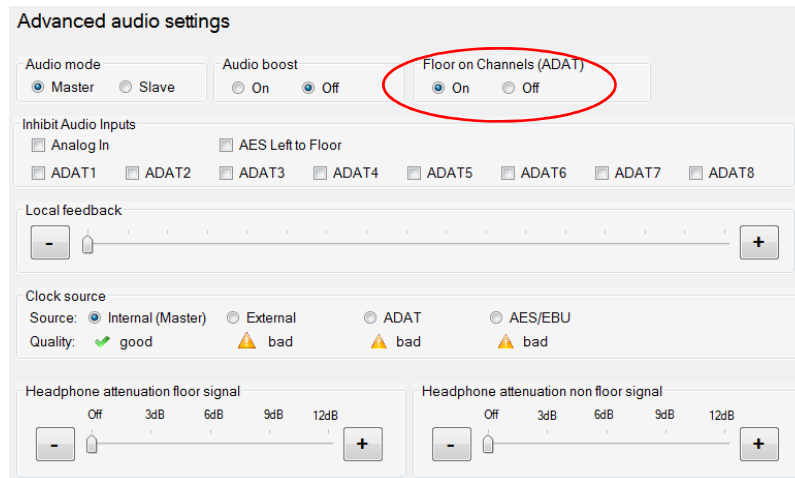 Advanced audio settings
Audio mode Audio boost Floor on Channels (ADAT)
Master Slave On Off On Off
Inhibit Audio Inputs
Analog In AES Left to Floor
ADAT1 ADAT2 ADAT3 ADAT4 ADAT5 ADAT6 ADAT7 ADAT8
Local feedback
- +
Clock source
Source: Internal (Master) External ADAT AES/EBU
Quality: good bad bad bad
Headphone attenuation floor signal Headphone attenuation non floor signal
Off 3dB 6dB 9dB 12dB Off 3dB 6dB 9dB 12dB
- + - +